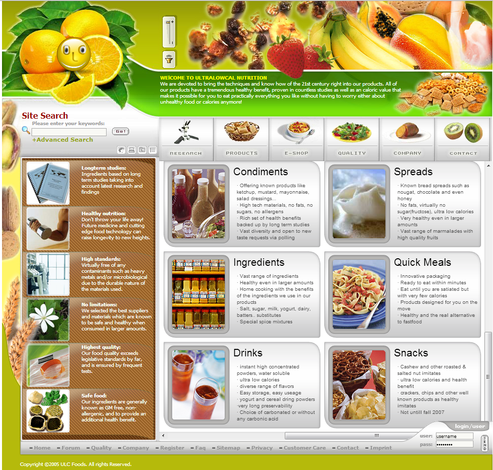 WELCOME TO ULTRALOWCAL NUTRITION
We are devoted to bring the techniques and know how of the 21st century right into our products. All of
our products have a tremendous healthy benefit, proven in countless studies as well as an caloric value that
makes it possible for you to eat practically everything you like without having to worry either about
unhealthy food or calories anymore!
Site Search
Please enter your keywords:
Go!
+Advanced Search
RESEARCH
PRODUCTS
E-SHOP
QUALITY
COMPANY
CONTACT
Longterm studies:
Ingredients based on long
term studies taking into
account latest research and
findings
Healthy nutrition:
Don't throw your life away!
Future medicine and cutting
edge food technology can
raise longevity to new heights.
High standards:
Virtually free of any
contaminants such as heavy
metals and/or microbiological
due to the durable nature of
the materials used.
No limitations:
We select the best suppliers
and materials which are known
to be safe and healthy when
consumed in larger amounts.
Highest quality:
Our food quality exceeds
legislative standards by far,
and is ensured by frequent
tests.
Safe food:
Our ingredients are generally
known as GM free, non-
allergenic, and to provide an
additional health benefit.
Condiments
· Offering known products like
ketchup, mustard, mayonnaise,
salad dressings...
· High tech materials, no fats, no
sugars, no allergens
· Rich set of health benefits
backed up by long term studies
· Vast diversity and open to new
taste requests via polling
Spreads
· Known bread spreads such as
nougat, chocolate and even
honey
· No fats, virtually no
sugar(fruitose), ultra low calories
· Very healthy even in larger
amounts
· Vast range of marmalades with
high quality fruits
Ingredients
· Vast range of ingredients
· Healthy even in larger amounts
· Home cooking with the benefits
of the ingredients we use in our
products
· Salt, sugar, milk, yogurt, dairy,
batters, substitutes
· Special spice mixtures
Quick Meals
· Innovative packaging
· Ready to eat within minutes
· Eat until you are satiated but
with very few calories
· Products designed for you on the
move
· Healthy and the real alternative
to fastfood
Drinks
· Instant high concentrated
powders, water soluble
· ultra low calories
· diverse range of flavors
· Easy storage, easy useage
· yogurt and cereal dring powders
very long preservability
· Choice of carbonated or without
any carbonic acid
Snacks
· Cashew and other roasted &
salted nut imitates
· ultra low calories and health
benefit
· crackers, chips and other well
known products as healthy
imitates
· Not until fall 2007
login/user
username
Home
Forum
Quality
Company
Register
Faq
Sitemap
Privacy
Customer Care
Contact
Imprint
Copyright ©2005 ULC Foods. All rights Reserved.